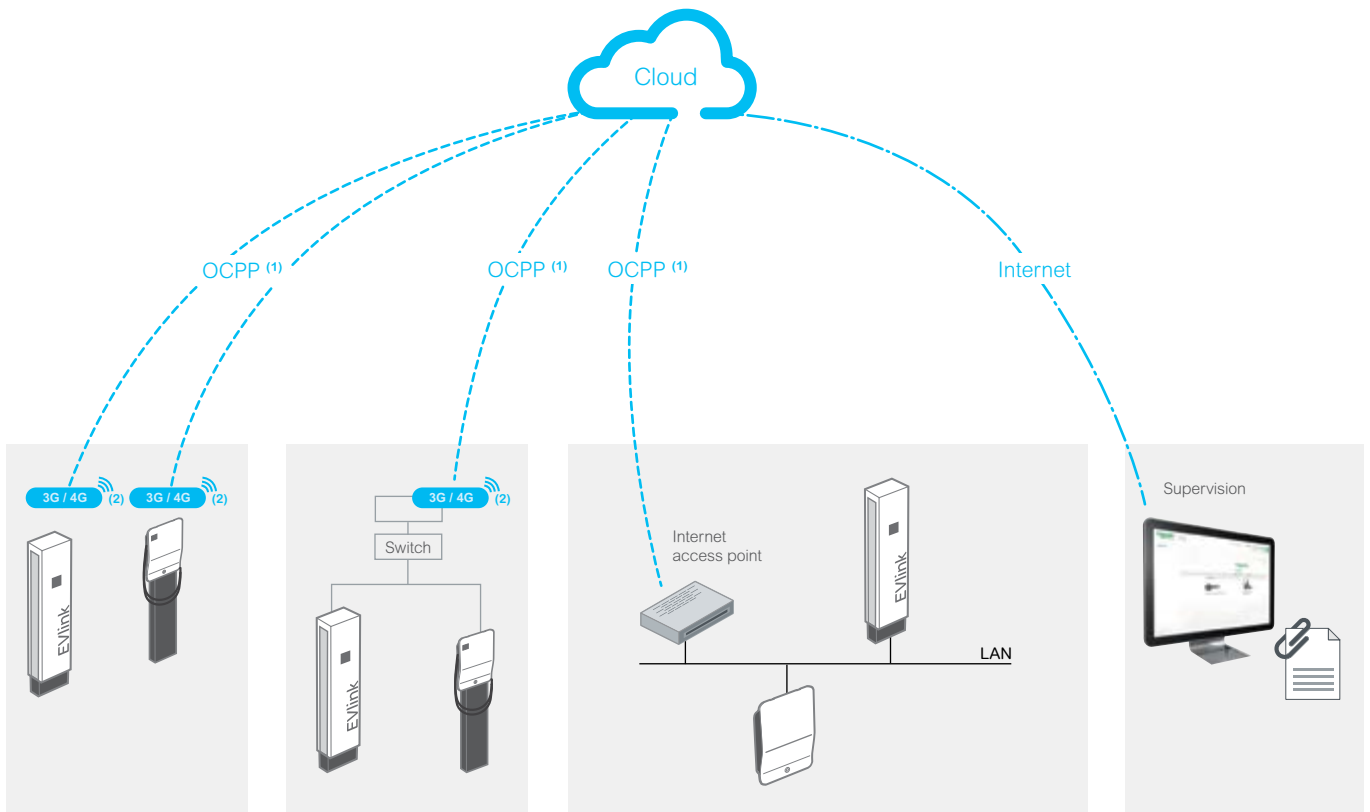 Cloud
OCPP (1)
OCPP (1)
OCPP (1)
Internet
3G / 4G (2)
3G / 4G (2)
3G / 4G (2)
Supervision
Switch
Internet
access point
EVlink
EVlink
EVlink
LAN